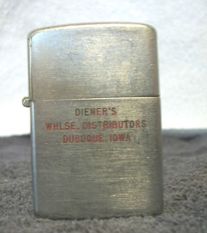 DIENER'S
WHLSE. DISTRIBUTORS
DUBUQUE, IOWA